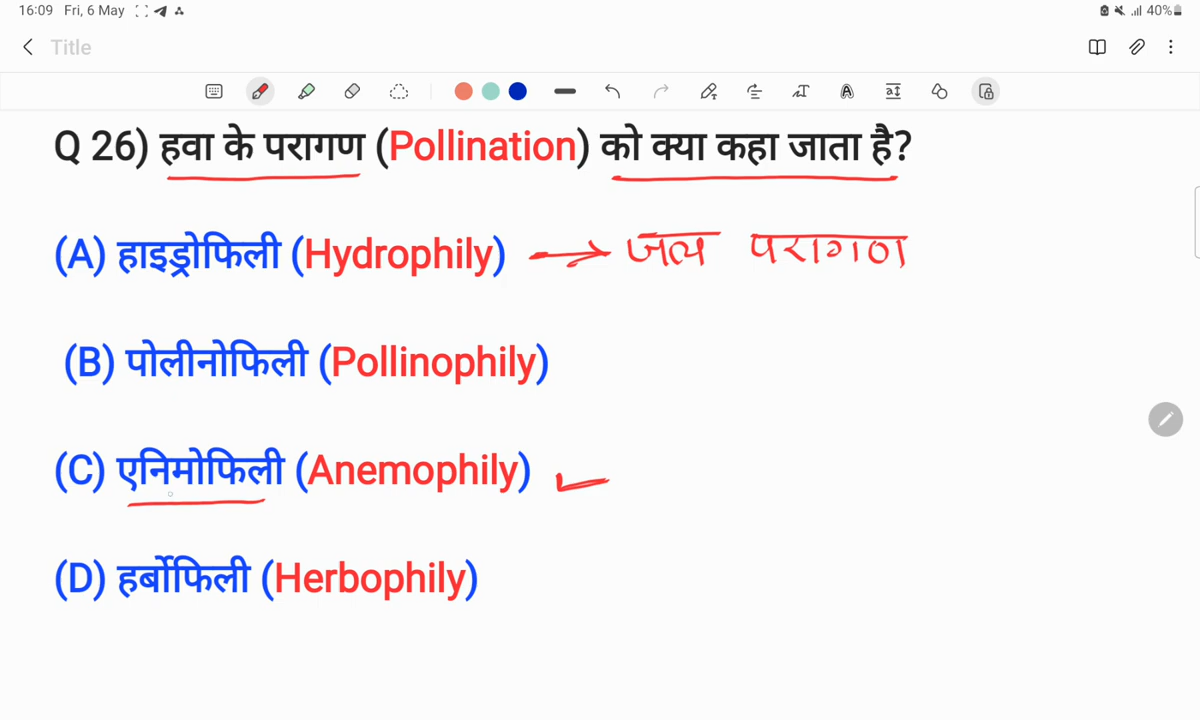 16:09 Fri, 6 May 40%
Title
Q 26) हवा के परागण (Pollination) को क्या कहा जाता है?
(A) हाइड्रोफिली (Hydrophily) → जल परागण
(B) पोलीनोफिली (Pollinophily)
(C) एनिमोफिली (Anemophily)
(D) हर्बोफिली (Herbophily)